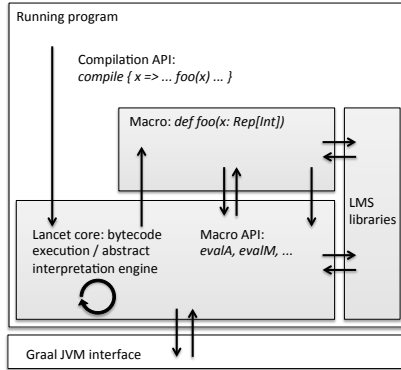 Running program
Compilation API:
compile { x => ... foo(x) ... }
Macro: def foo(x: Rep[Int])
LMS
libraries
Lancet core: bytecode
execution / abstract
interpretation engine
Macro API:
evalA, evalM, ...
Graal JVM interface